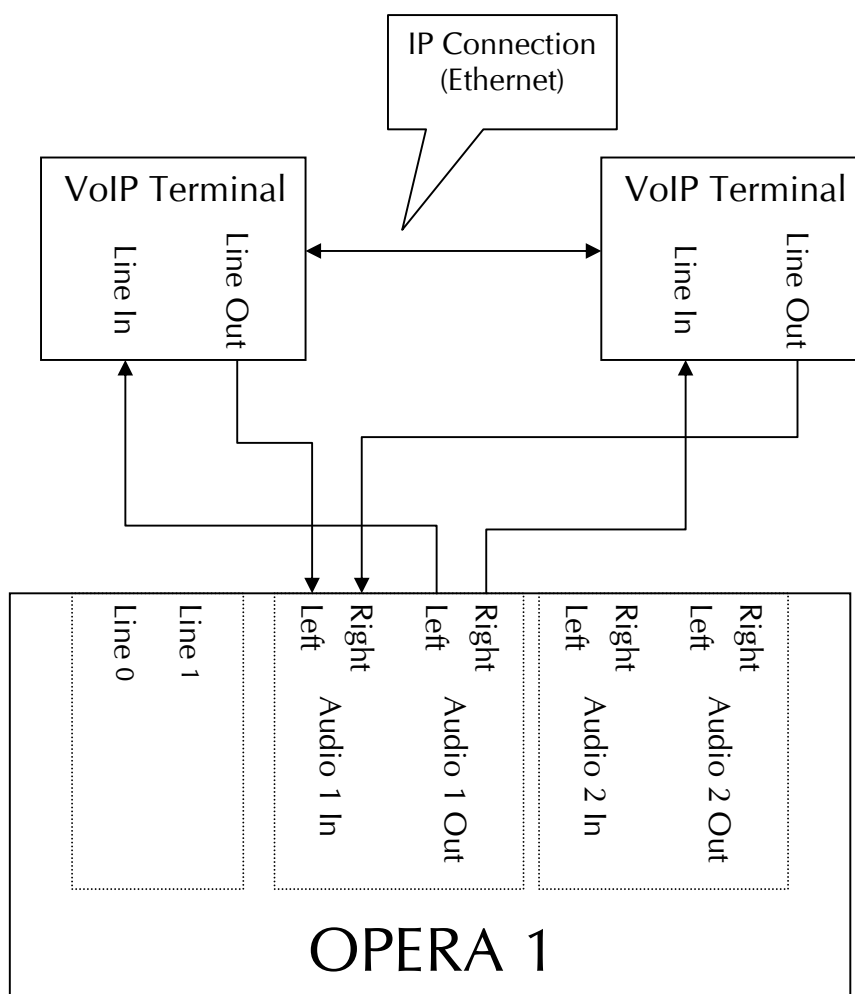 IP Connection
(Ethernet)
VoIP Terminal
Line In
Line Out
VoIP Terminal
Line In
Line Out
Line 0
Line 1
Left
Right
Audio 1 In
Left
Right
Audio 1 Out
Left
Right
Audio 2 In
Left
Right
Audio 2 Out
OPERA 1